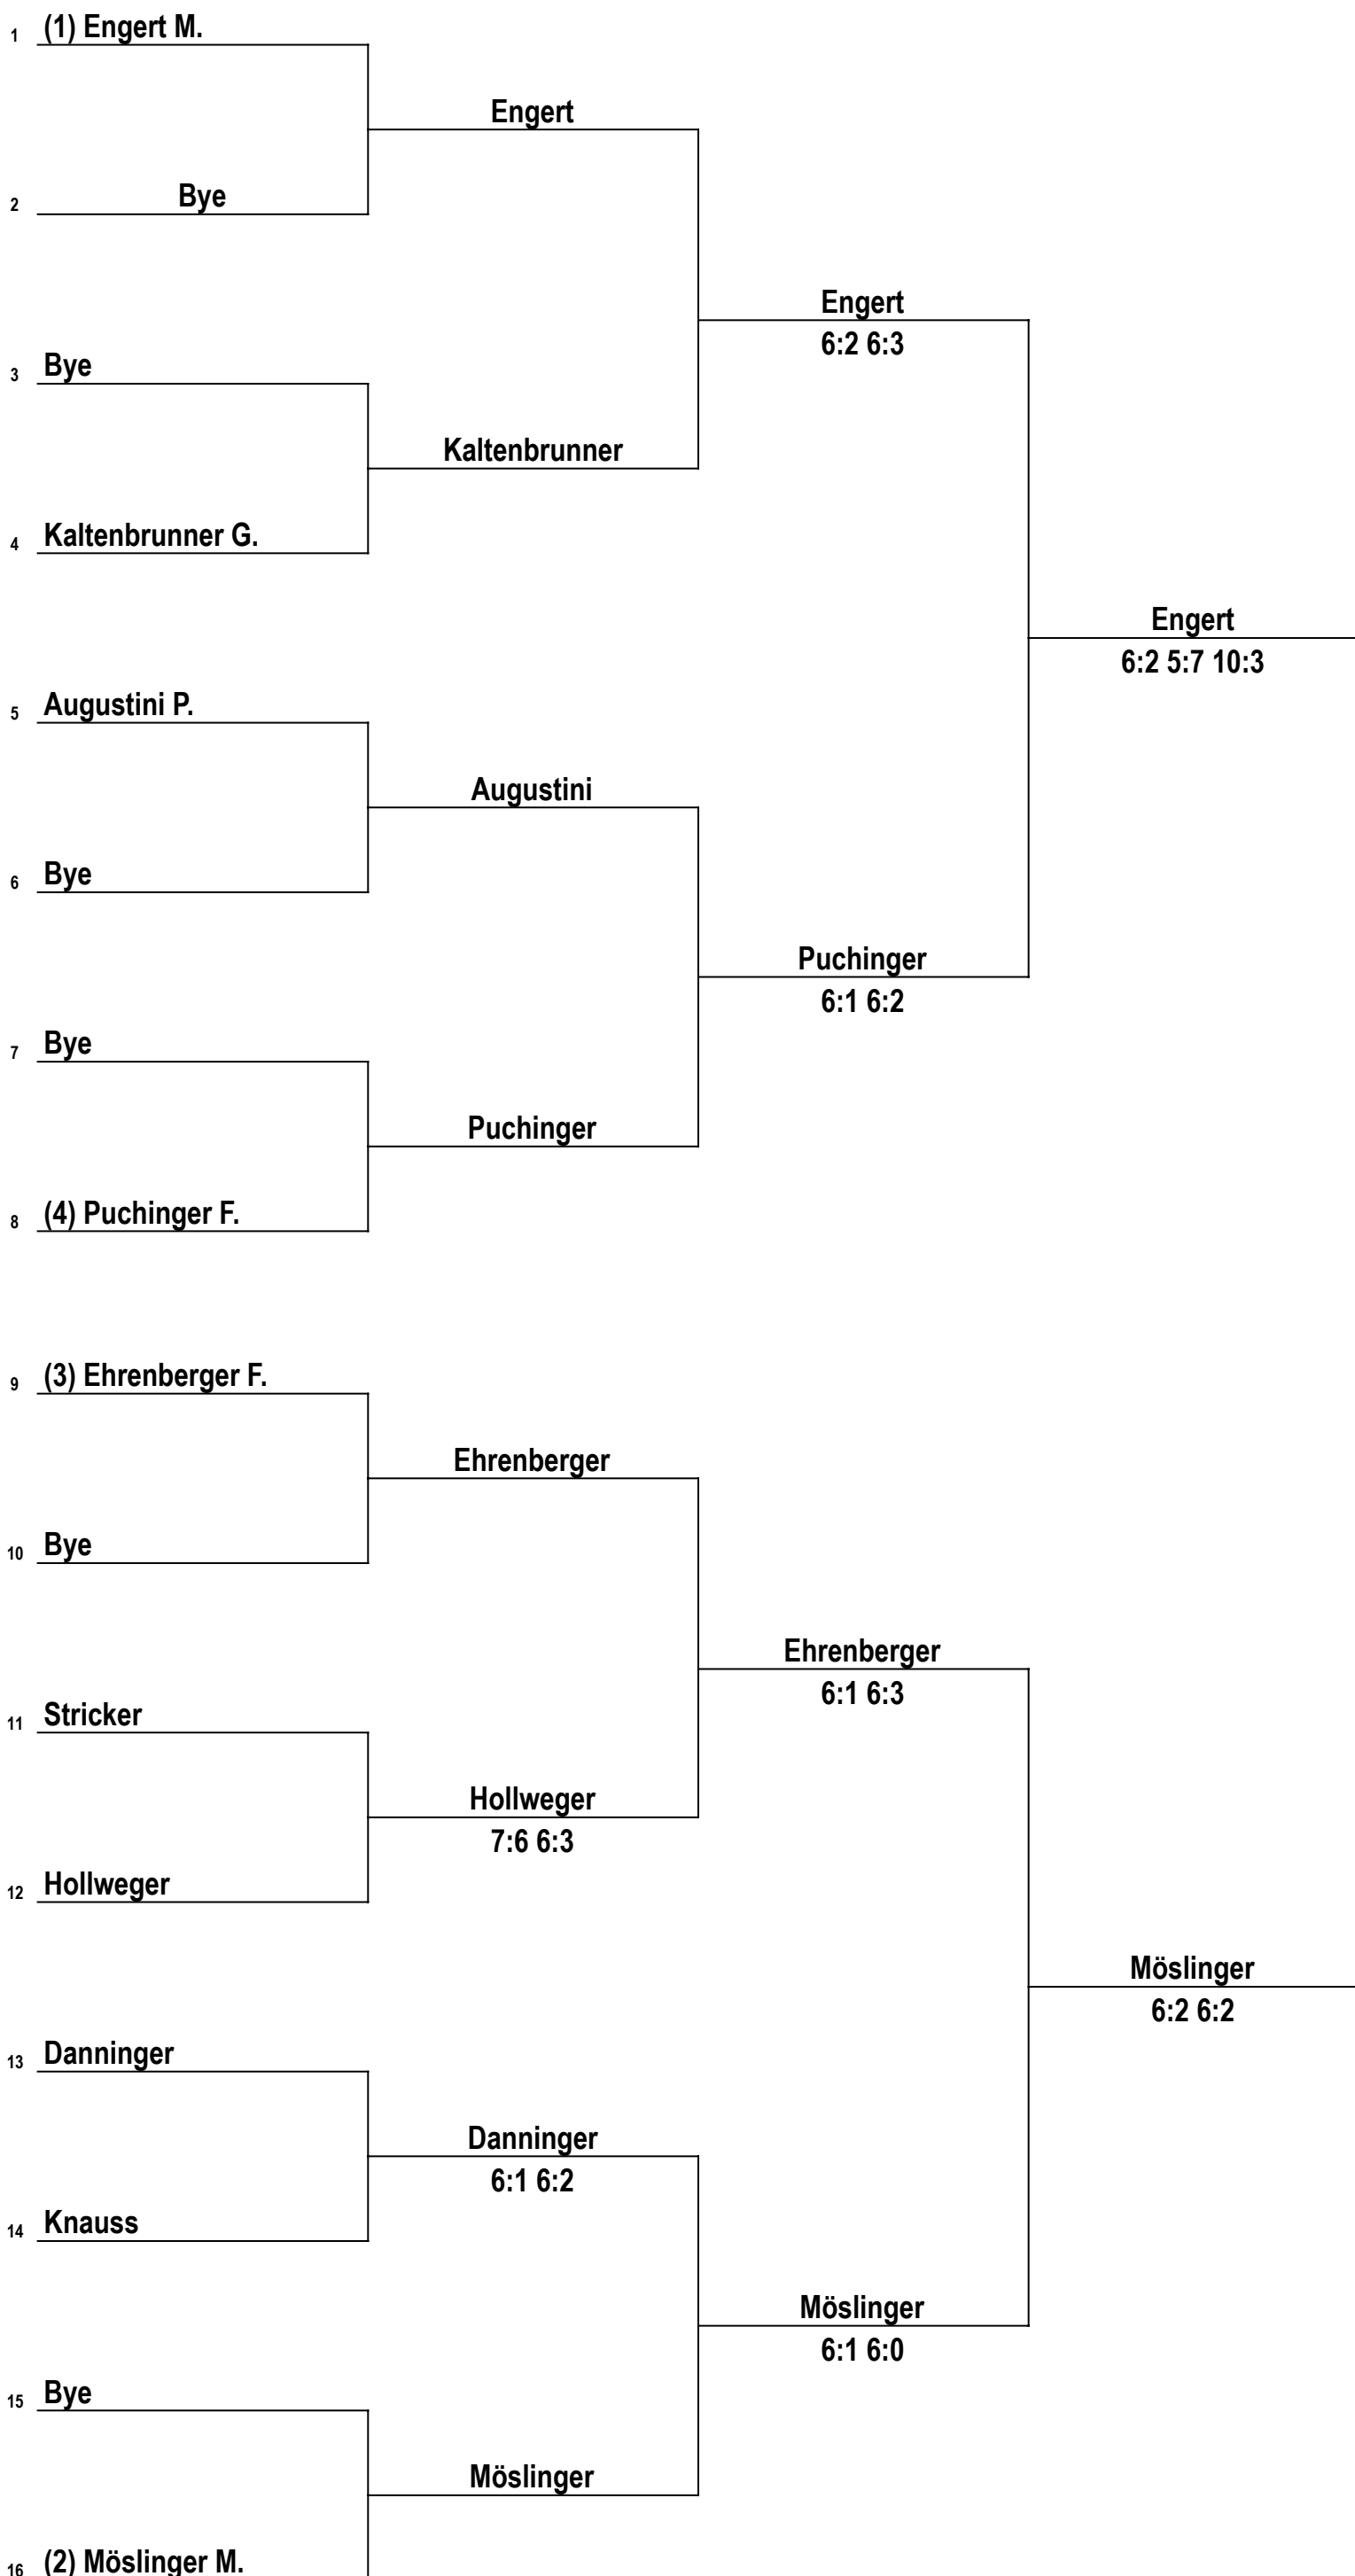 1 (1) Engert M.
Engert
2 Bye
Engert
6:2 6:3
3 Bye
Kaltenbrunner
4 Kaltenbrunner G.
Engert
6:2 5:7 10:3
5 Augustini P.
Augustini
6 Bye
Puchinger
6:1 6:2
7 Bye
Puchinger
8 (4) Puchinger F.
9 (3) Ehrenberger F.
Ehrenberger
10 Bye
Ehrenberger
6:1 6:3
11 Stricker
Hollweger
7:6 6:3
12 Hollweger
Möslinger
6:2 6:2
13 Danninger
Danninger
6:1 6:2
14 Knauss
Möslinger
6:1 6:0
15 Bye
Möslinger
16 (2) Möslinger M.